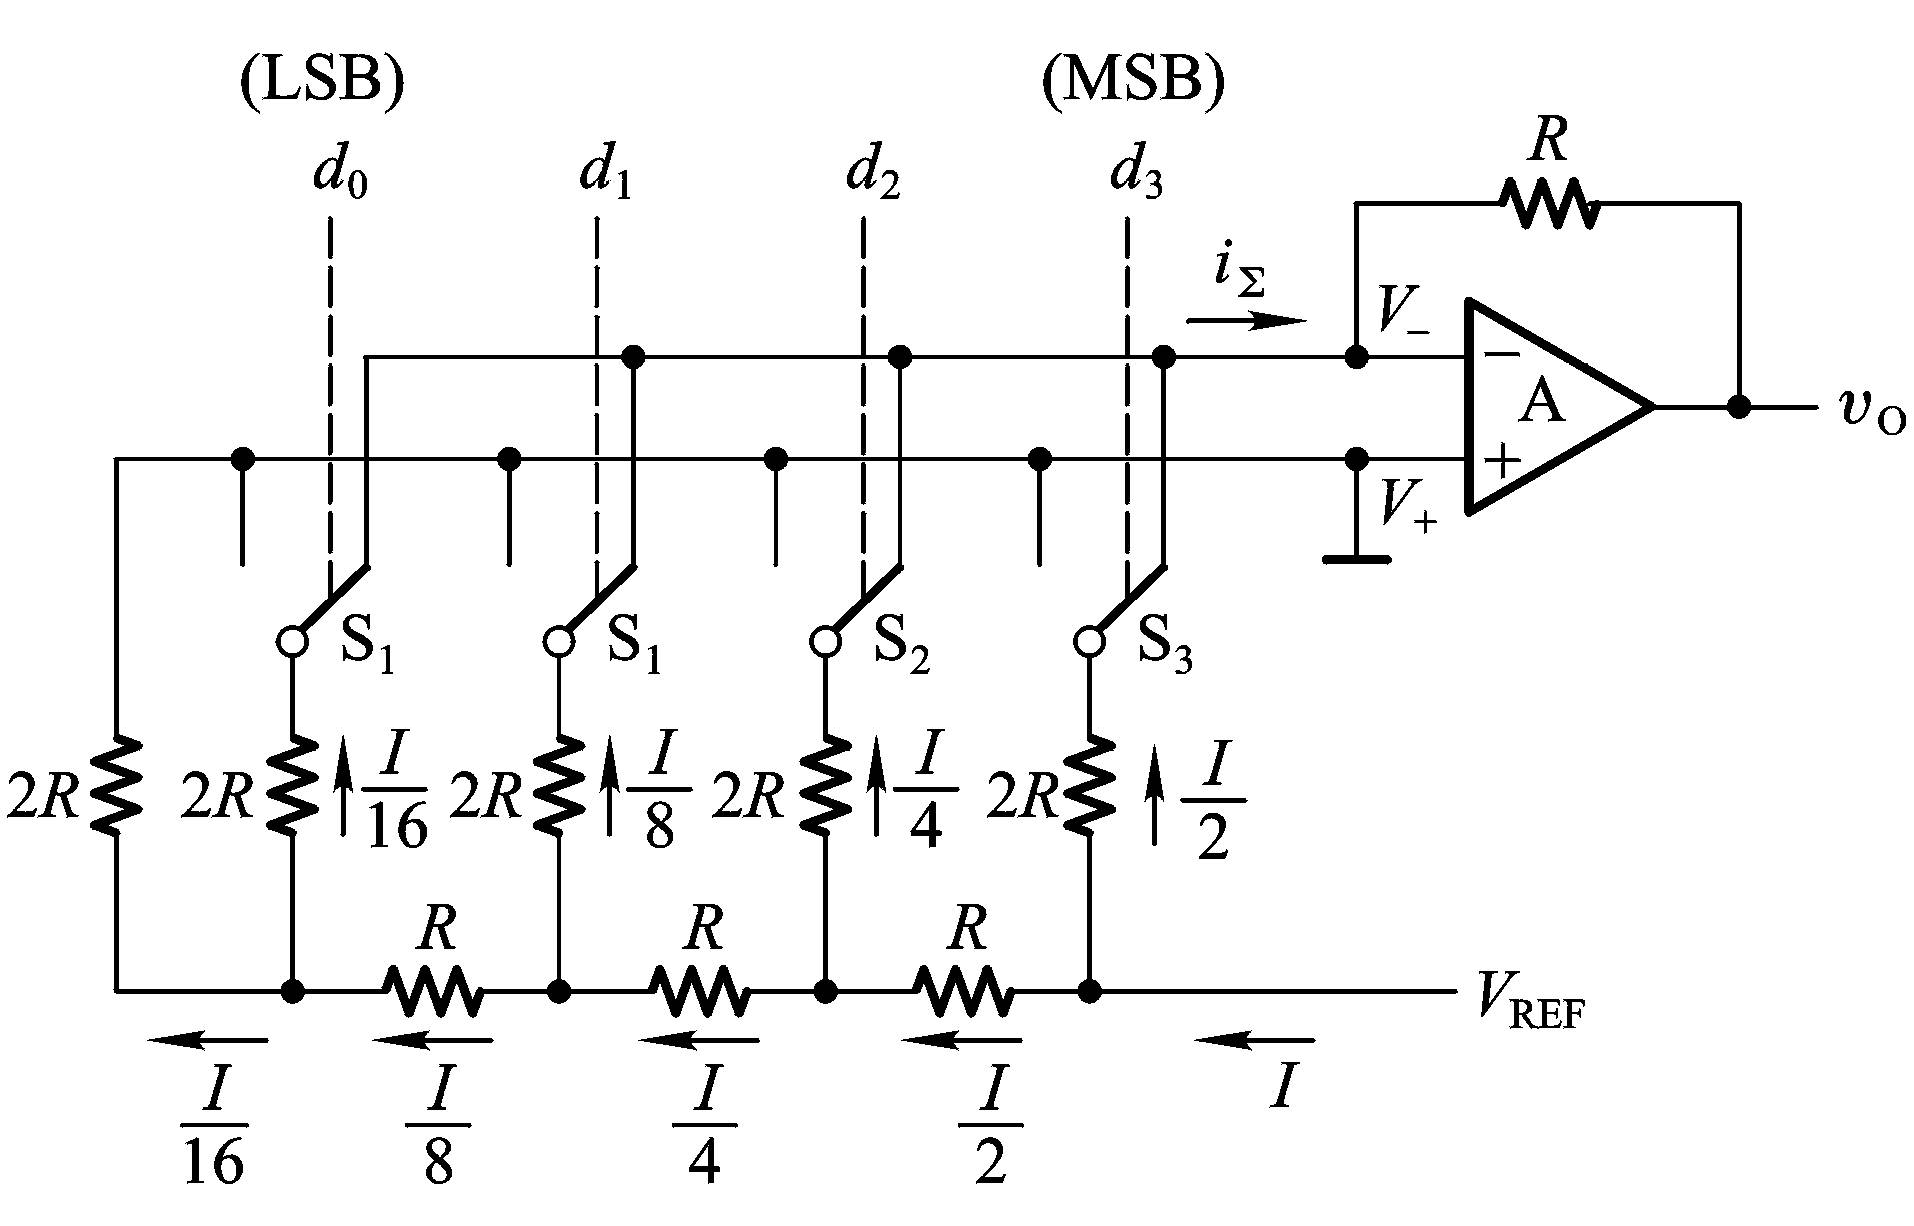 (LSB) (MSB)
d0 d1 d2 d3
R
iΣ
V−
− A
vO
+
V+
S1 S1 S2 S3
2R 2R I/16 2R I/8 2R I/4 2R I/2
R R R
VREF
I/16 I/8 I/4 I/2 I